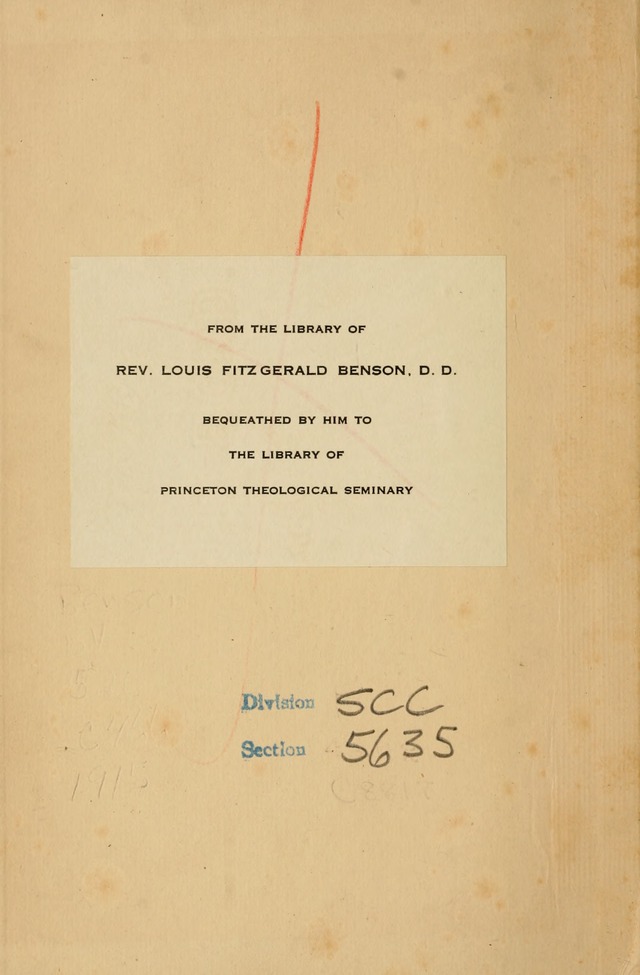 FROM THE LIBRARY OF
REV. LOUIS FITZGERALD BENSON, D. D.
BEQUEATHED BY HIM TO
THE LIBRARY OF
PRINCETON THEOLOGICAL SEMINARY
Division SCC
Section 5635